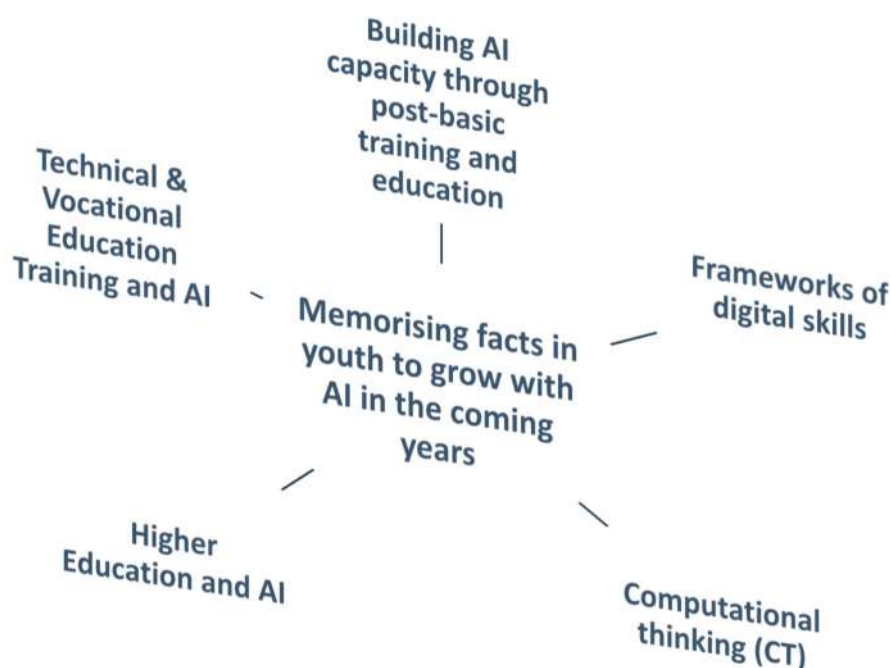 Building AI
capacity through
post-basic
training and
education
Technical &
Vocational
Education
Training and AI
Frameworks of
digital skills
Memorising facts in
youth to grow with
AI in the coming
years
Higher
Education and AI
Computational
thinking (CT)